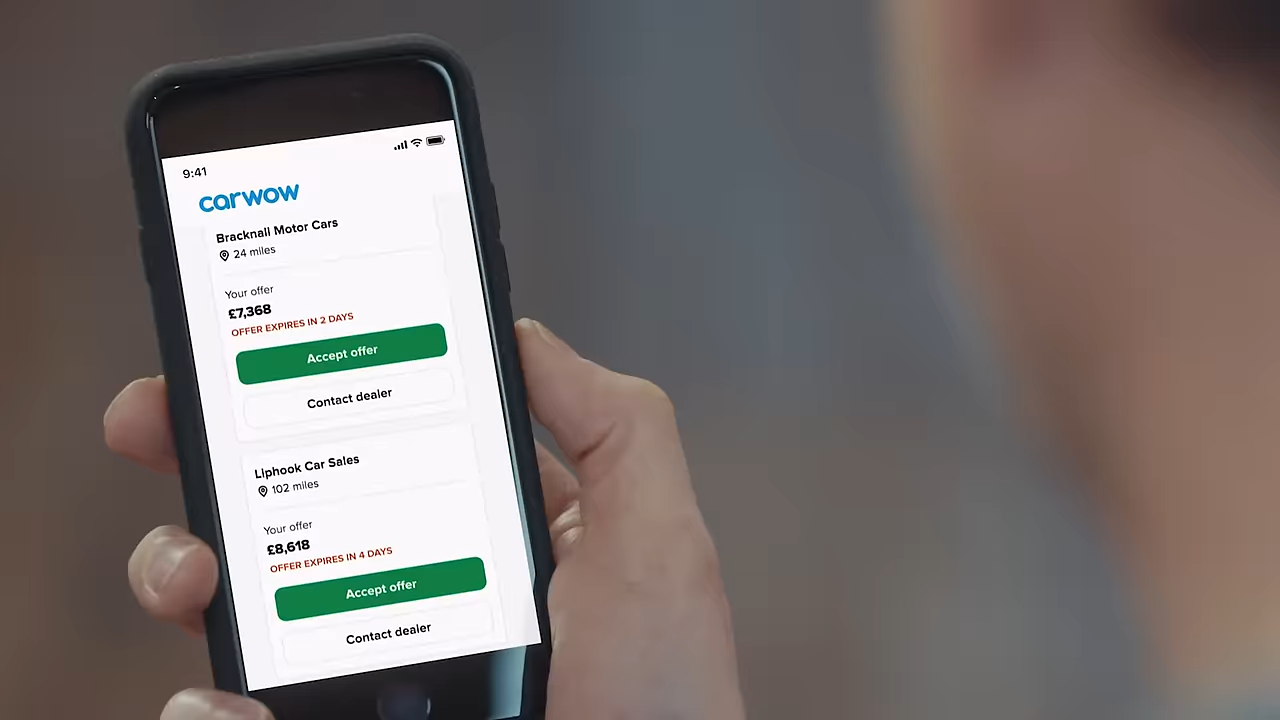 9:41
carwow
Bracknall Motor Cars
24 miles
Your offer
£7,368
OFFER EXPIRES IN 2 DAYS
Accept offer
Contact dealer
Liphook Car Sales
102 miles
Your offer
£8,618
OFFER EXPIRES IN 4 DAYS
Accept offer
Contact dealer